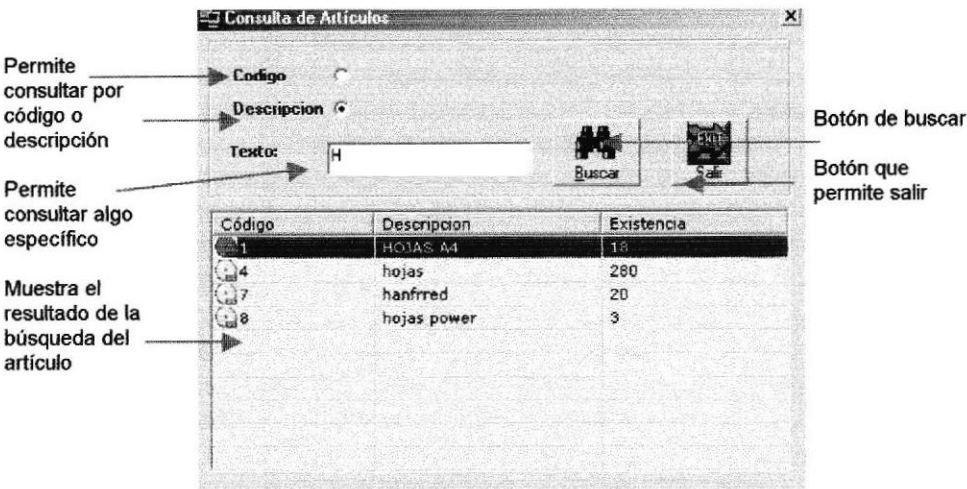 Consulta de Artículos
Permite
consultar por
código o
descripción
Codigo
Descripcion
Texto:
H
Buscar
Salir
EXIT
Botón de buscar
Botón que
permite salir
Permite
consultar algo
específico
Código Descripcion Existencia
1 HOJAS A4 18
4 hojas 280
7 hanfrred 20
8 hojas power 3
Muestra el
resultado de la
búsqueda del
artículo